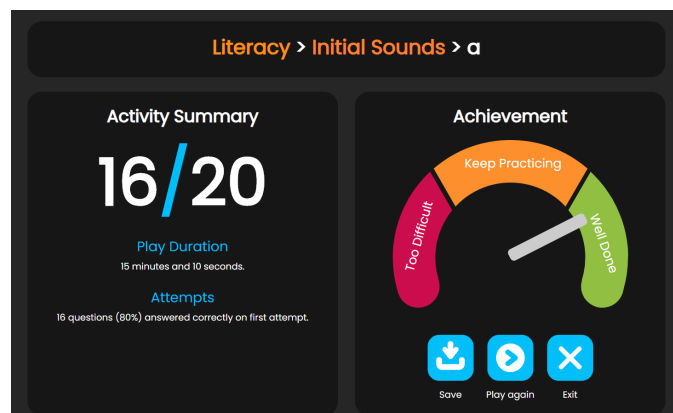 Literacy > Initial Sounds > a
Activity Summary
16/20
Play Duration
15 minutes and 10 seconds.
Attempts
16 questions (80%) answered correctly on first attempt.
Achievement
Too Difficult
Keep Practicing
Well Done
Save
Play again
Exit